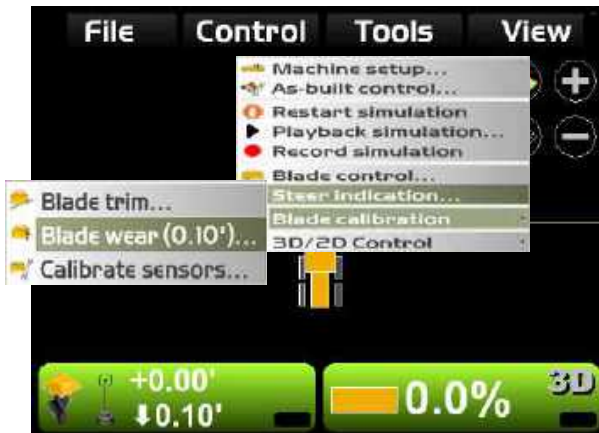 File Control Tools View
Machine setup...
As-built control...
Restart simulation
Playback simulation...
Record simulation
Blade control...
Steer indication...
Blade calibration
3D/2D Control
Blade trim...
Blade wear (0.10')...
Calibrate sensors...
+0.00'
⬇0.10'
0.0%
3D